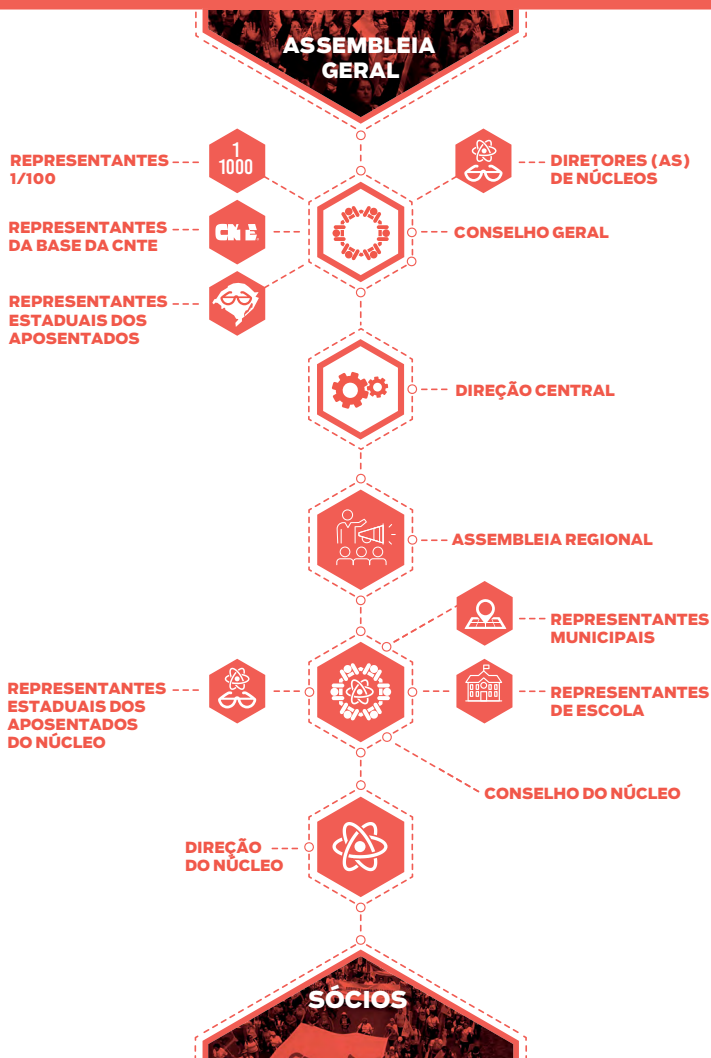 ASSEMBLEIA
GERAL
REPRESENTANTES
1/100
1
1000
DIRETORES (AS)
DE NÚCLEOS
REPRESENTANTES
DA BASE DA CNTE
CNTE
CONSELHO GERAL
REPRESENTANTES
ESTADUAIS DOS
APOSENTADOS
DIREÇÃO CENTRAL
ASSEMBLEIA REGIONAL
REPRESENTANTES
MUNICIPAIS
REPRESENTANTES
ESTADUAIS DOS
APOSENTADOS
DO NÚCLEO
REPRESENTANTES
DE ESCOLA
CONSELHO DO NÚCLEO
DIREÇÃO
DO NÚCLEO
SÓCIOS